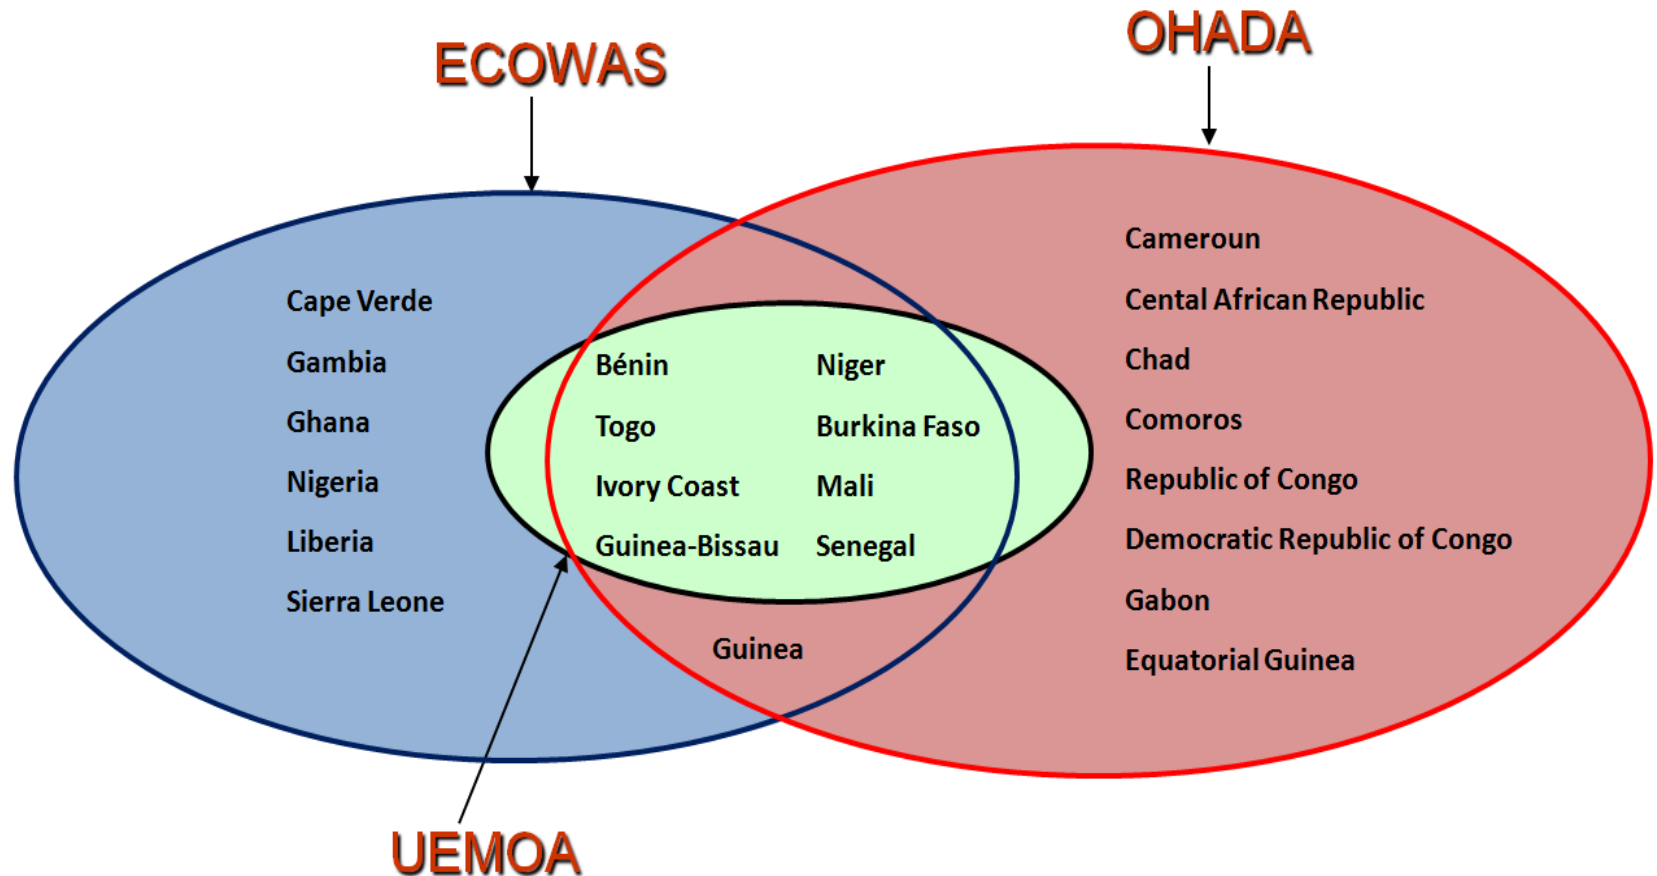 ECOWAS
OHADA
Cape Verde
Gambia
Ghana
Nigeria
Liberia
Sierra Leone
Bénin
Togo
Ivory Coast
Guinea-Bissau
Niger
Burkina Faso
Mali
Senegal
Guinea
Cameroun
Cental African Republic
Chad
Comoros
Republic of Congo
Democratic Republic of Congo
Gabon
Equatorial Guinea
UEMOA